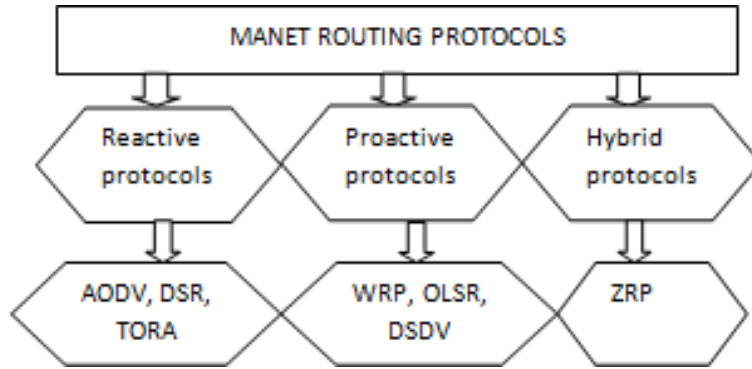 MANET ROUTING PROTOCOLS
Reactive
protocols
Proactive
protocols
Hybrid
protocols
AODV, DSR,
TORA
WRP, OLSR,
DSDV
ZRP